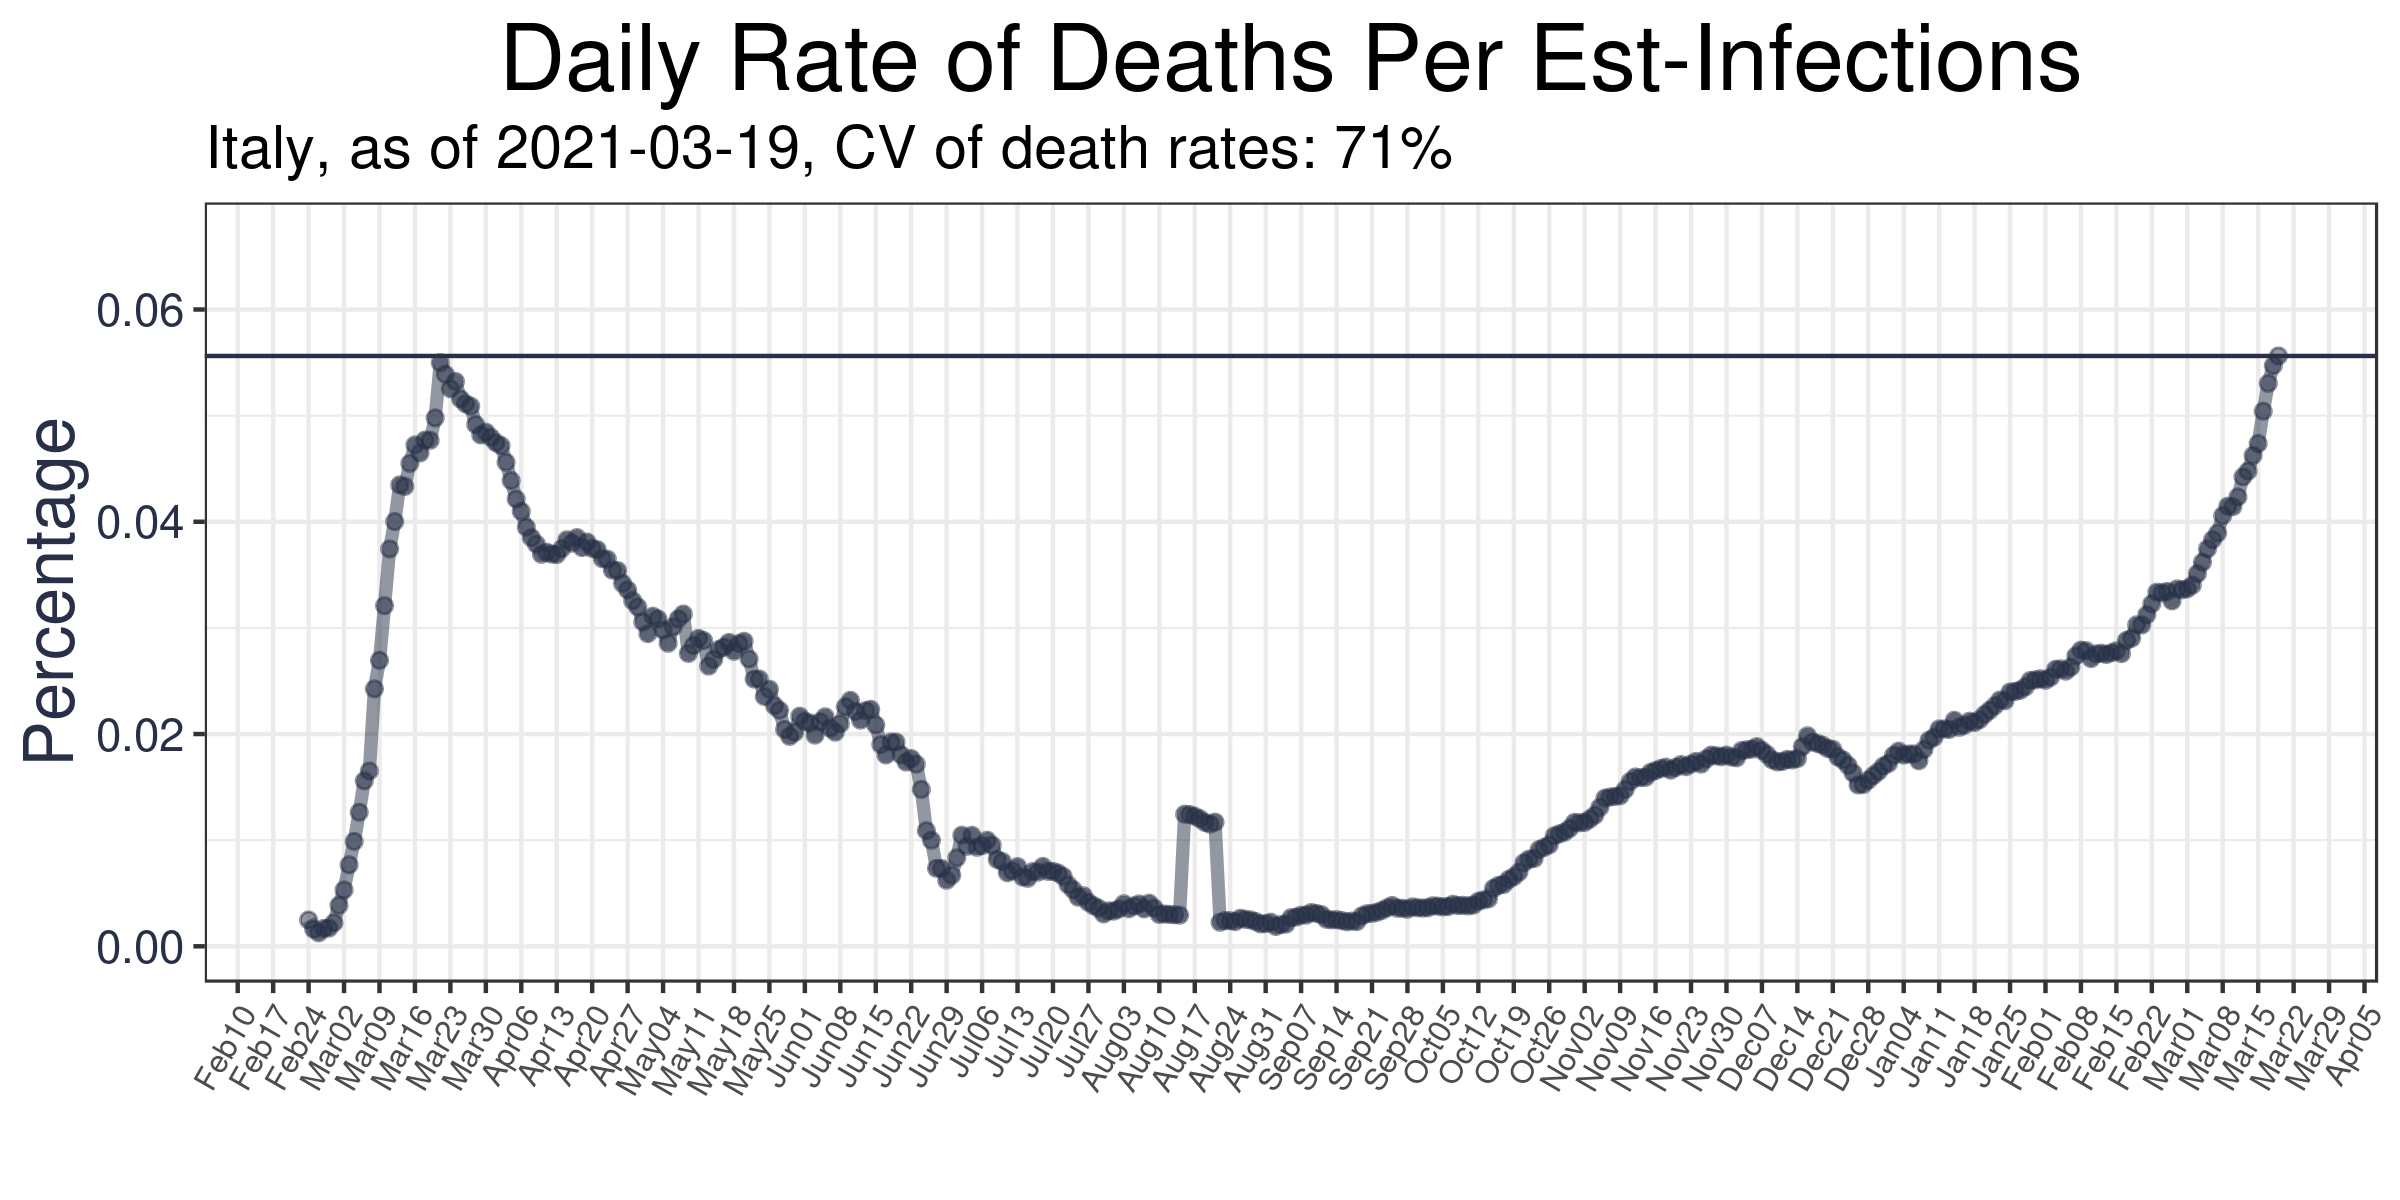 Daily Rate of Deaths Per Est-Infections
Italy, as of 2021-03-19, CV of death rates: 71%
Percentage
0.06
0.04
0.02
0.00
Feb10
Feb17
Feb24
Mar02
Mar09
Mar16
Mar23
Mar30
Apr06
Apr13
Apr20
Apr27
May04
May11
May18
May25
Jun01
Jun08
Jun15
Jun22
Jun29
Jul06
Jul13
Jul20
Jul27
Aug03
Aug10
Aug17
Aug24
Aug31
Sep07
Sep14
Sep21
Sep28
Oct05
Oct12
Oct19
Oct26
Nov02
Nov09
Nov16
Nov23
Nov30
Dec07
Dec14
Dec21
Dec28
Jan04
Jan11
Jan18
Jan25
Feb01
Feb08
Feb15
Feb22
Mar01
Mar08
Mar15
Mar22
Mar29
Apr05